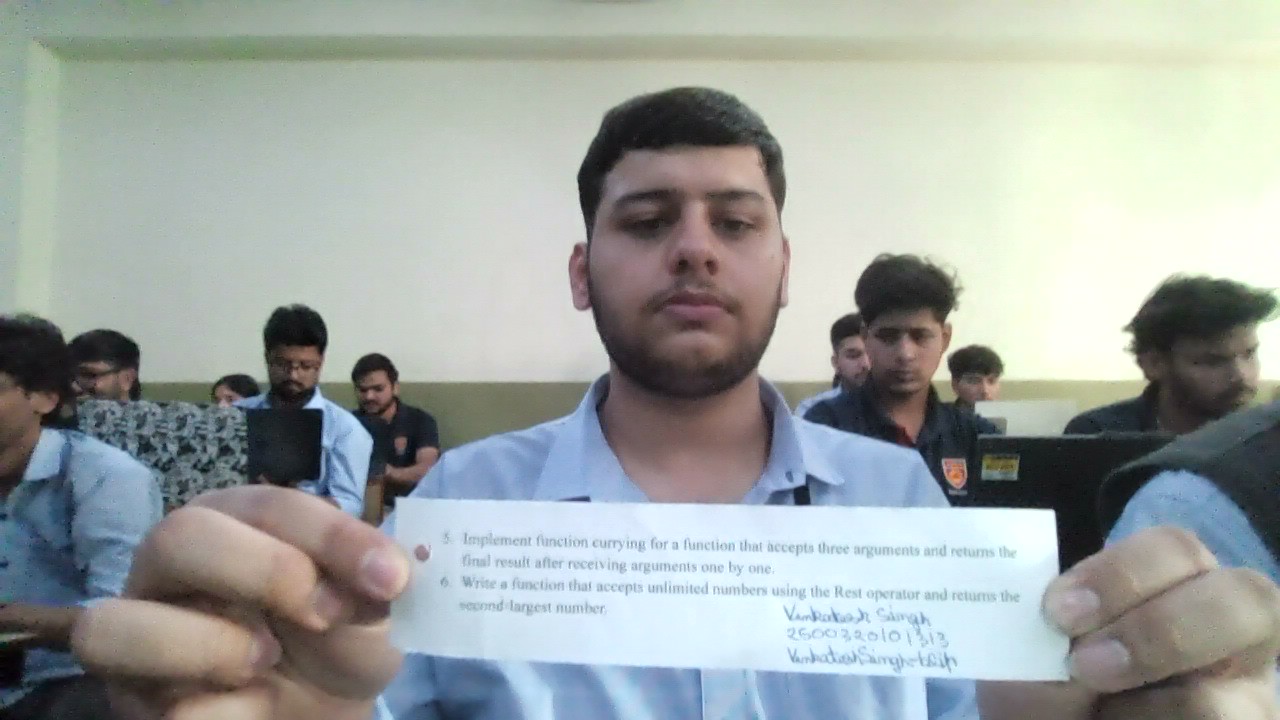 5. Implement function currying for a function that accepts three arguments and returns the
final result after receiving arguments one by one.
6. Write a function that accepts unlimited numbers using the Rest operator and returns the
second largest number.
Venkatesh Singh